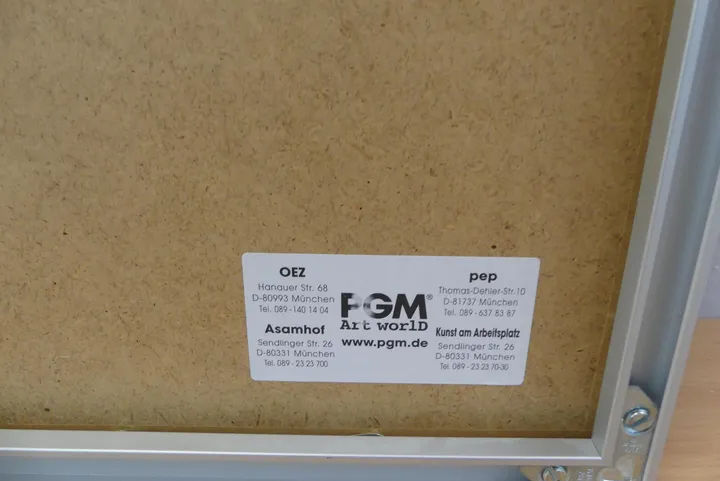 OEZ
Hanauer Str. 68
D-80993 München
Tel. 089-140 14 04
Asamhof
Sendlinger Str. 26
D-80331 München
Tel. 089 - 23 23 700
PGM®
Art worlD
www.pgm.de
pep
Thomas-Dehler-Str. 10
D-81737 München
Tel. 089 - 637 83 87
Kunst am Arbeitsplatz
Sendlinger Str. 26
D-80331 München
Tel. 089 - 23 23 70-30